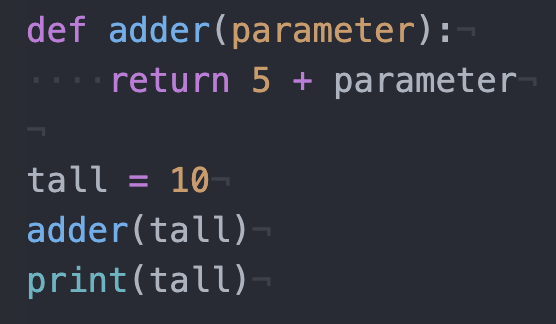 def adder(parameter):¬
····return 5 + parameter¬
¬
tall = 10¬
adder(tall)¬
print(tall)¬